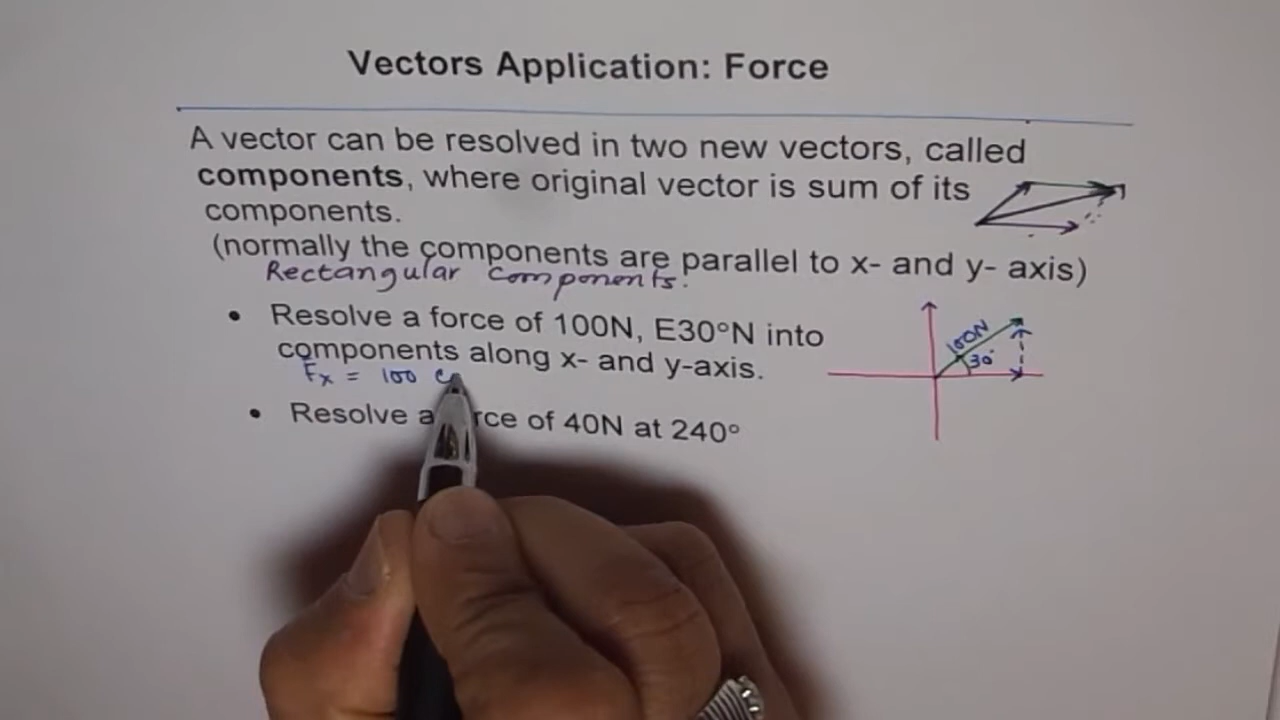 Vectors Application: Force
A vector can be resolved in two new vectors, called
components, where original vector is sum of its
components.
(normally the components are parallel to x- and y- axis)
Rectangular components.
• Resolve a force of 100N, E30°N into
components along x- and y-axis.
Fx = 100 c
• Resolve a force of 40N at 240°
100N
30°